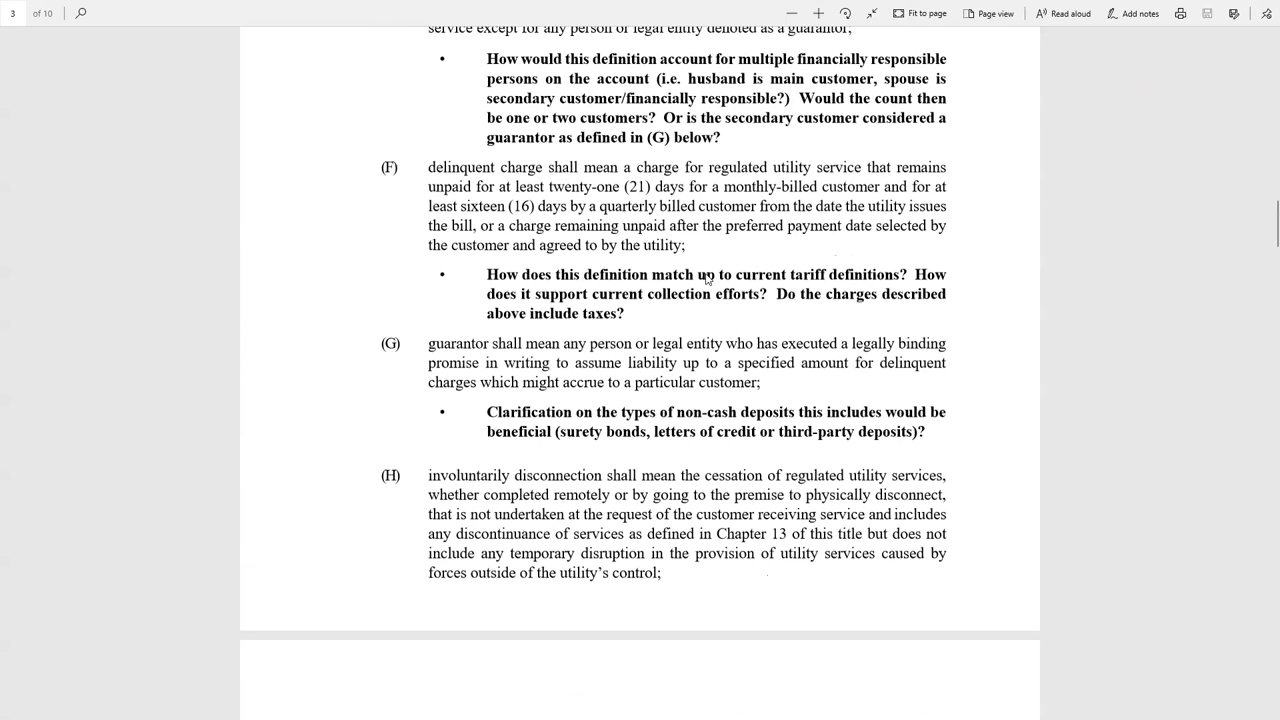 3 of 10 Fit to page Page view Read aloud Add notes
service except for any person or legal entity denoted as a guarantor;
• How would this definition account for multiple financially responsible
persons on the account (i.e. husband is main customer, spouse is
secondary customer/financially responsible?) Would the count then
be one or two customers? Or is the secondary customer considered a
guarantor as defined in (G) below?
(F) delinquent charge shall mean a charge for regulated utility service that remains
unpaid for at least twenty-one (21) days for a monthly-billed customer and for at
least sixteen (16) days by a quarterly billed customer from the date the utility issues
the bill, or a charge remaining unpaid after the preferred payment date selected by
the customer and agreed to by the utility;
• How does this definition match up to current tariff definitions? How
does it support current collection efforts? Do the charges described
above include taxes?
(G) guarantor shall mean any person or legal entity who has executed a legally binding
promise in writing to assume liability up to a specified amount for delinquent
charges which might accrue to a particular customer;
• Clarification on the types of non-cash deposits this includes would be
beneficial (surety bonds, letters of credit or third-party deposits)?
(H) involuntarily disconnection shall mean the cessation of regulated utility services,
whether completed remotely or by going to the premise to physically disconnect,
that is not undertaken at the request of the customer receiving service and includes
any discontinuance of services as defined in Chapter 13 of this title but does not
include any temporary disruption in the provision of utility services caused by
forces outside of the utility's control;